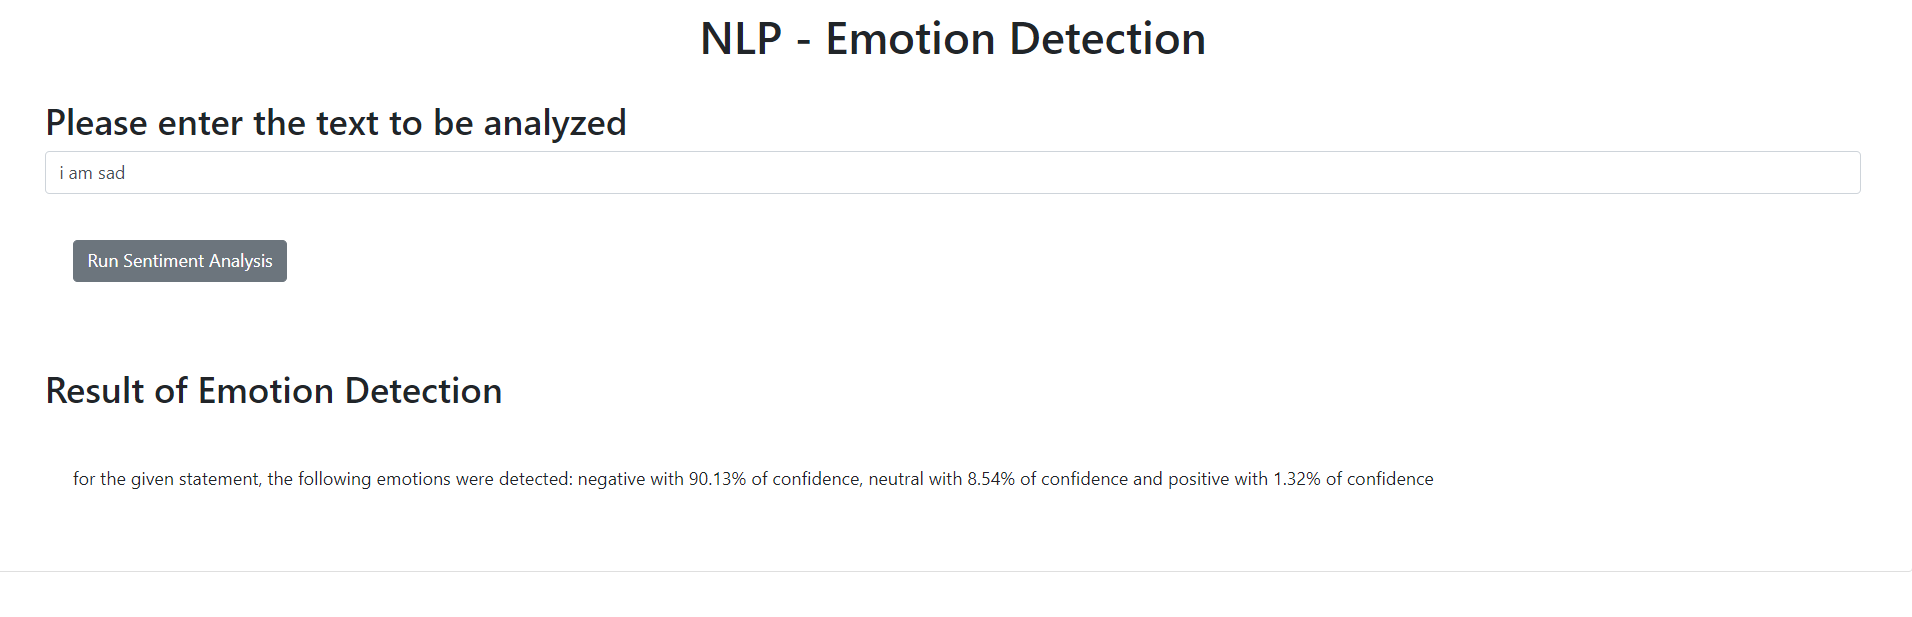 NLP - Emotion Detection
Please enter the text to be analyzed
i am sad
Run Sentiment Analysis
Result of Emotion Detection
for the given statement, the following emotions were detected: negative with 90.13% of confidence, neutral with 8.54% of confidence and positive with 1.32% of confidence